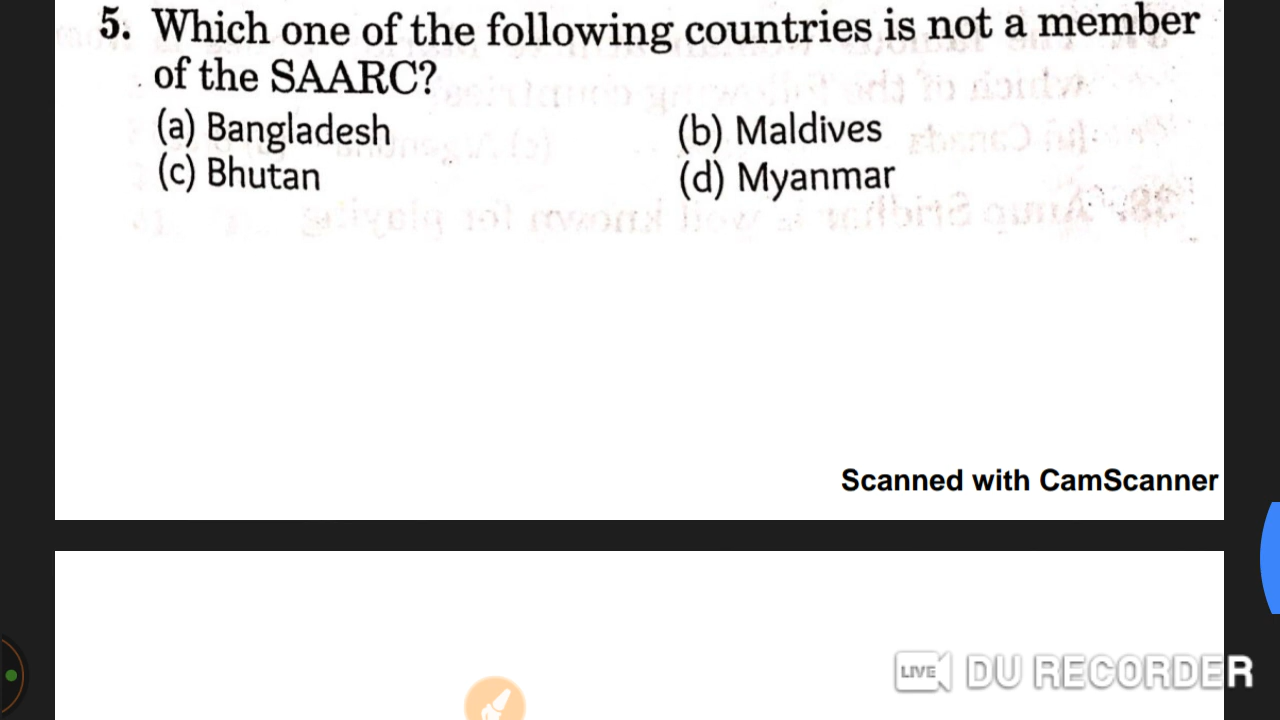 5. Which one of the following countries is not a member
of the SAARC?
(a) Bangladesh (b) Maldives
(c) Bhutan (d) Myanmar
Scanned with CamScanner
LIVE DU RECORDER